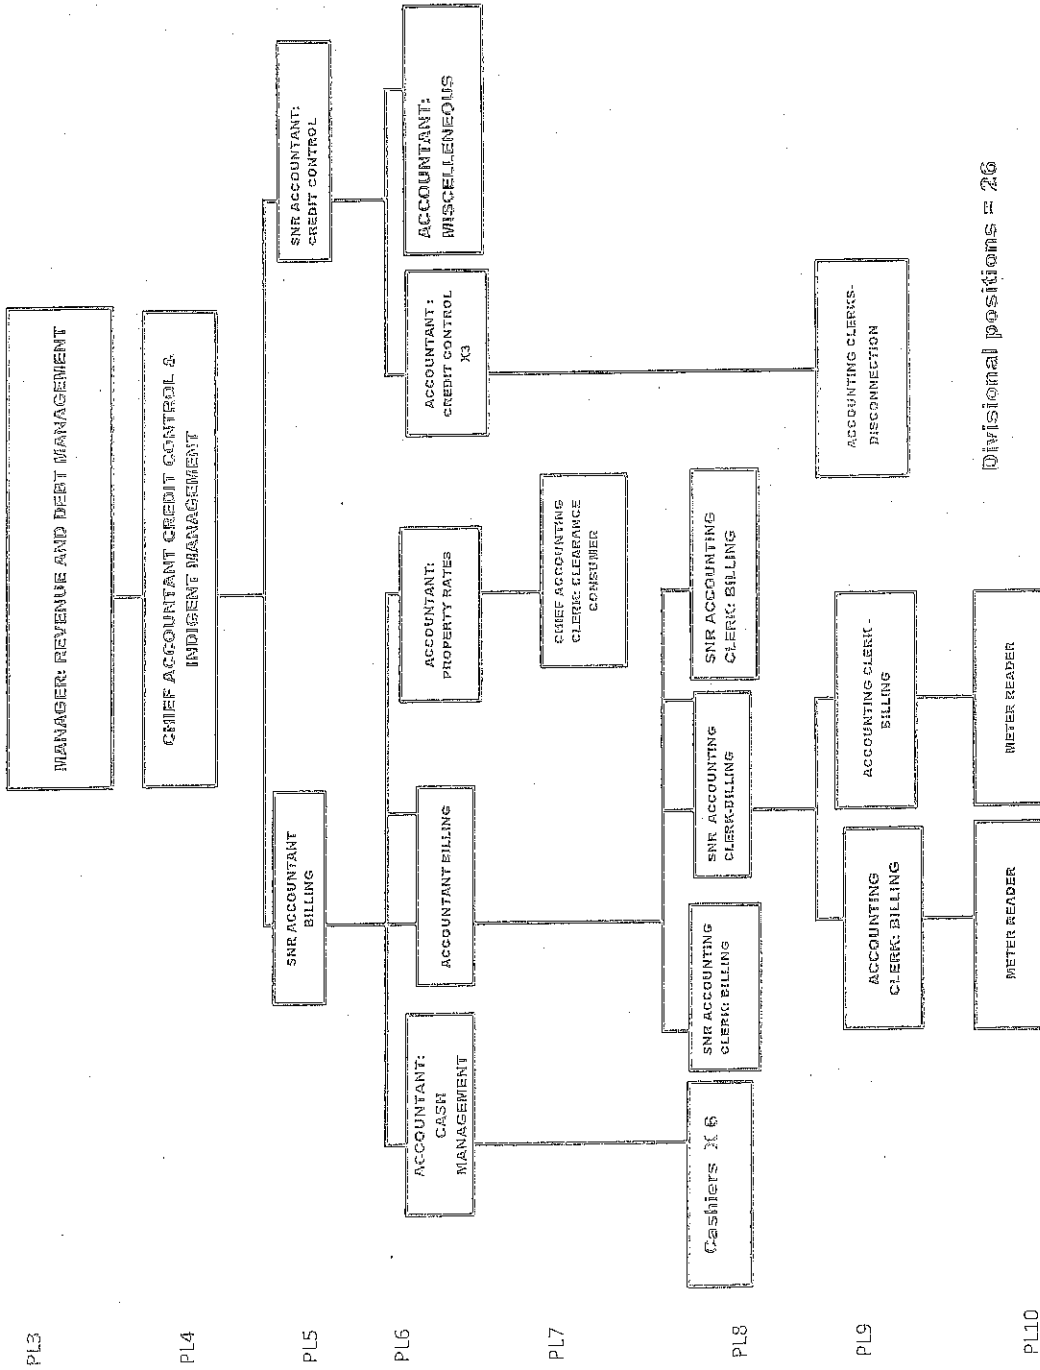 PL3
MANAGER: REVENUE AND DEBT MANAGEMENT
PL4
CHIEF ACCOUNTANT CREDIT CONTROL &
INDIGENT MANAGEMENT
PL5
SNR ACCOUNTANT
BILLING
SNR ACCOUNTANT:
CREDIT CONTROL
PL6
ACCOUNTANT:
CASH
MANAGEMENT
ACCOUNTANT BILLING
ACCOUNTANT:
PROPERTY RATES
ACCOUNTANT:
CREDIT CONTROL
X3
ACCOUNTANT:
MISCELLENEOUS
PL7
CHIEF ACCOUNTING
CLERK: CLEARANCE
CONSUMER
PL8
Cashiers X 6
SNR ACCOUNTING
CLERK: BILLING
SNR ACCOUNTING
CLERK-BILLING
SNR ACCOUNTING
CLERK: BILLING
PL9
ACCOUNTING
CLERK: BILLING
ACCOUNTING CLERK -
BILLING
ACCOUNTING CLERKS-
DISCONNECTION
PL10
METER READER
METER READER
Divisional positions = 26